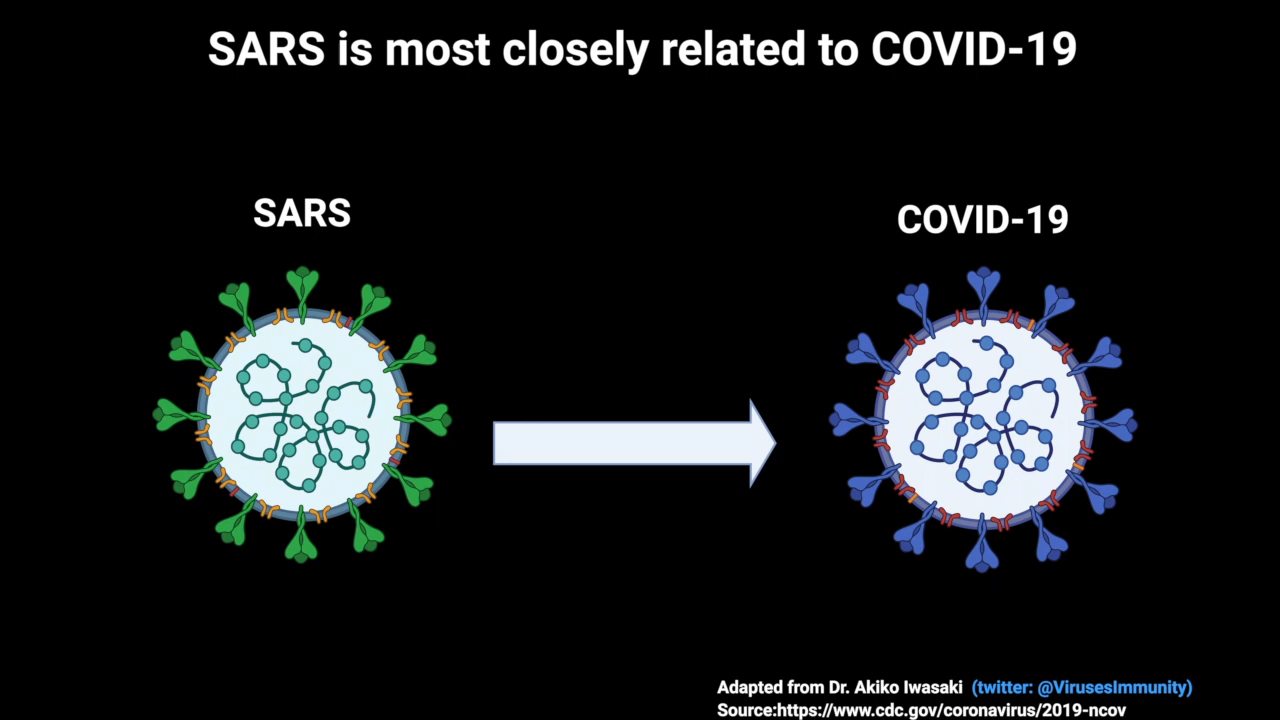 SARS is most closely related to COVID-19
SARS
COVID-19
Adapted from Dr. Akiko Iwasaki (twitter: @VirusesImmunity)
Source:https://www.cdc.gov/coronavirus/2019-ncov